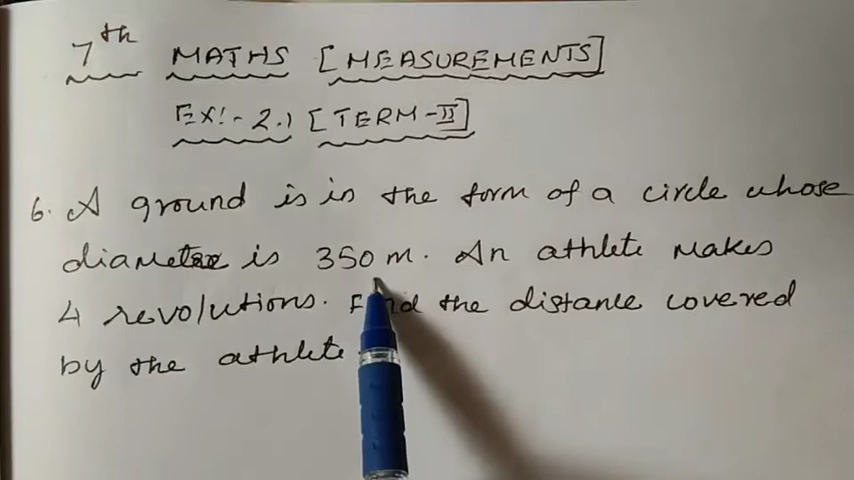 7th MATHS [MEASUREMENTS]
Ex:- 2.1 [TERM-II]
6. A ground is in the form of a circle whose
diameter is 350 m. An athlete makes
4 revolutions. Find the distance covered
by the athlete